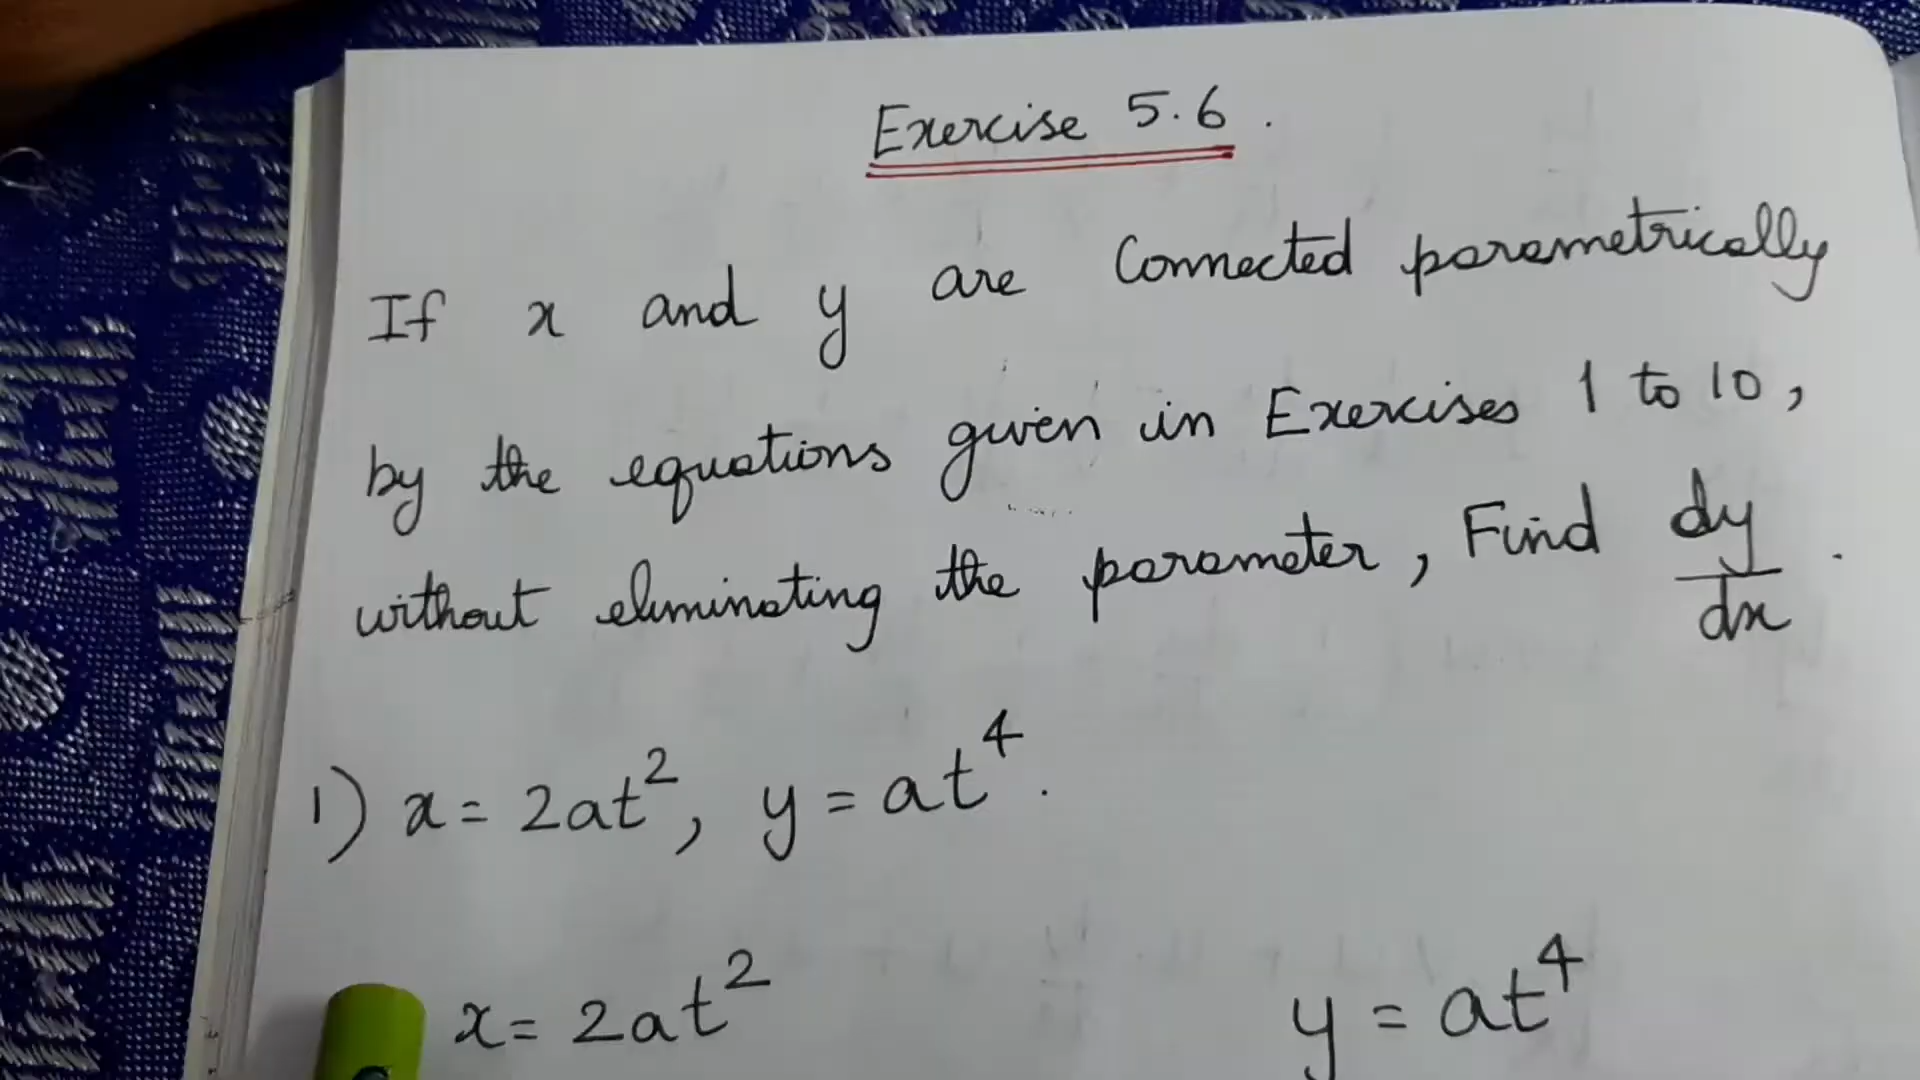 Exercise 5.6.
If x and y are Connected parametrically
by the equations given in Exercises 1 to 10,
without eliminating the parameter, Find dy/dx.
1) x = 2at², y = at⁴.
x = 2at² y = at⁴